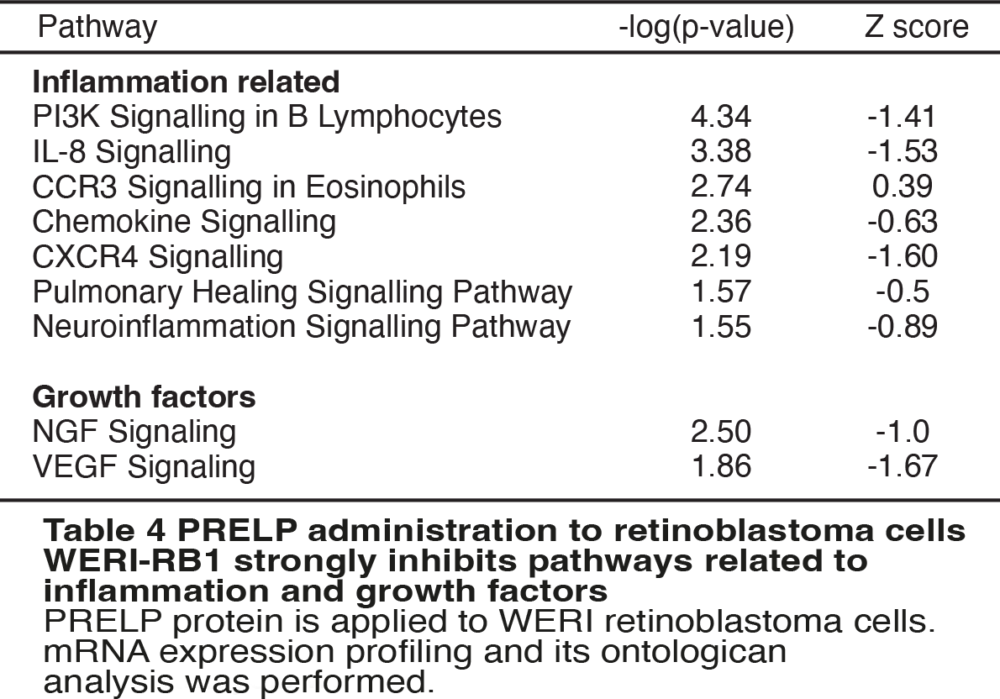 Pathway -log(p-value) Z score
Inflammation related
PI3K Signalling in B Lymphocytes 4.34 -1.41
IL-8 Signalling 3.38 -1.53
CCR3 Signalling in Eosinophils 2.74 0.39
Chemokine Signalling 2.36 -0.63
CXCR4 Signalling 2.19 -1.60
Pulmonary Healing Signalling Pathway 1.57 -0.5
Neuroinflammation Signalling Pathway 1.55 -0.89
Growth factors
NGF Signaling 2.50 -1.0
VEGF Signaling 1.86 -1.67
Table 4 PRELP administration to retinoblastoma cells
WERI-RB1 strongly inhibits pathways related to
inflammation and growth factors
PRELP protein is applied to WERI retinoblastoma cells.
mRNA expression profiling and its ontologican
analysis was performed.